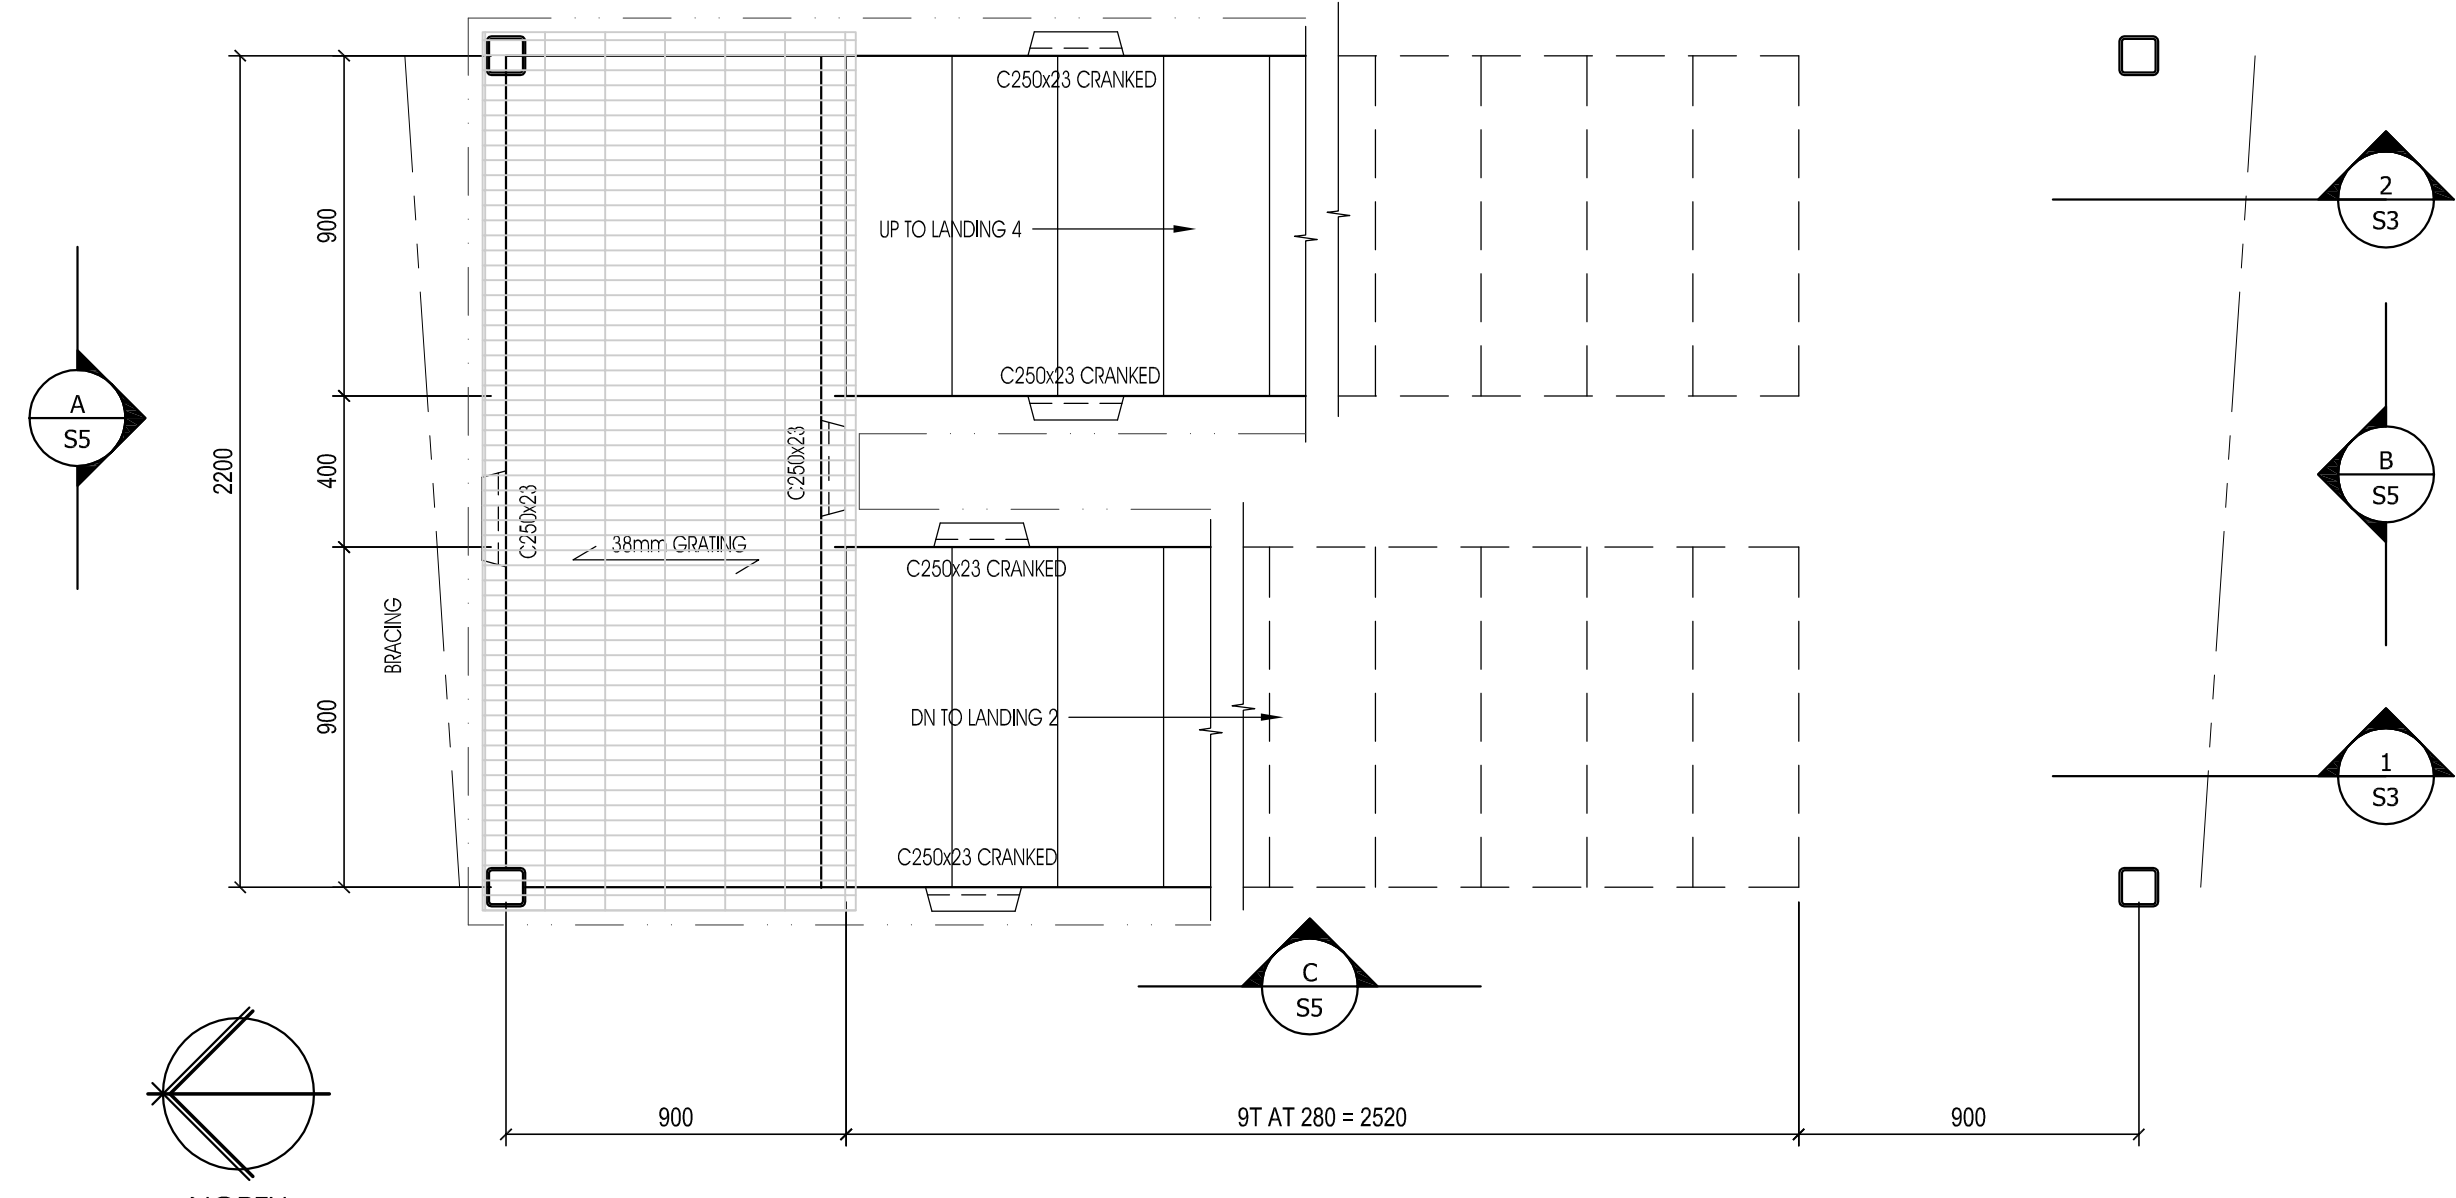 C250x23 CRANKED
2
S3
900
UP TO LANDING 4
C250x23 CRANKED
A
S5
2200
400
C250x23
C250x23
B
S5
38mm GRATING
C250x23 CRANKED
BRACING
900
DN TO LANDING 2
1
S3
C250x23 CRANKED
C
S5
900
9T AT 280 = 2520
900
NORTH